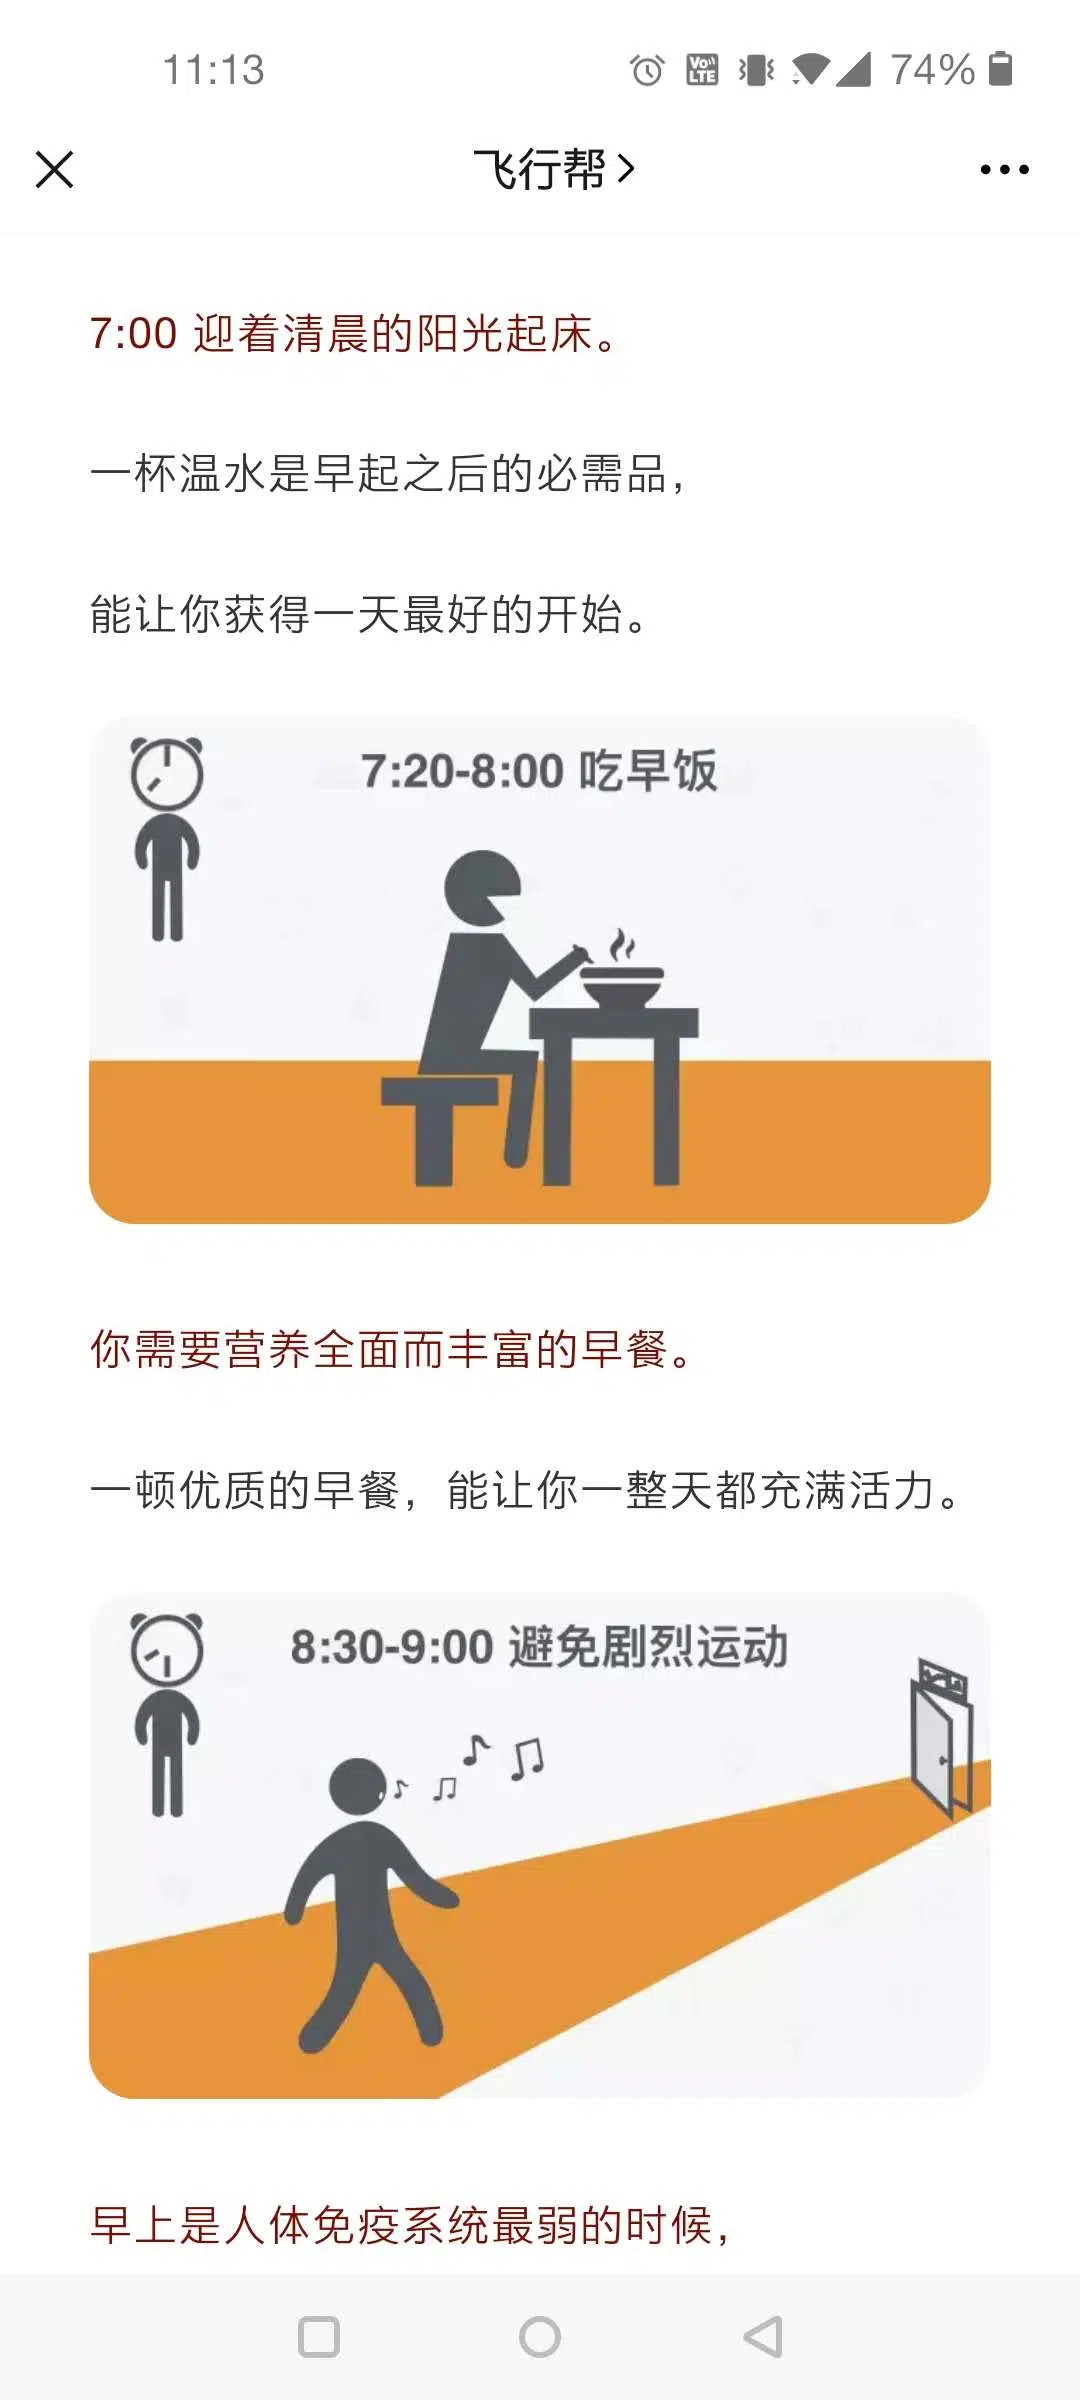 11:13
Vo)) LTE
74%
飞行帮
7:00 迎着清晨的阳光起床。
一杯温水是早起之后的必需品，
能让你获得一天最好的开始。
7:20-8:00 吃早饭
你需要营养全面而丰富的早餐。
一顿优质的早餐，能让你一整天都充满活力。
8:30-9:00 避免剧烈运动
早上是人体免疫系统最弱的时候，